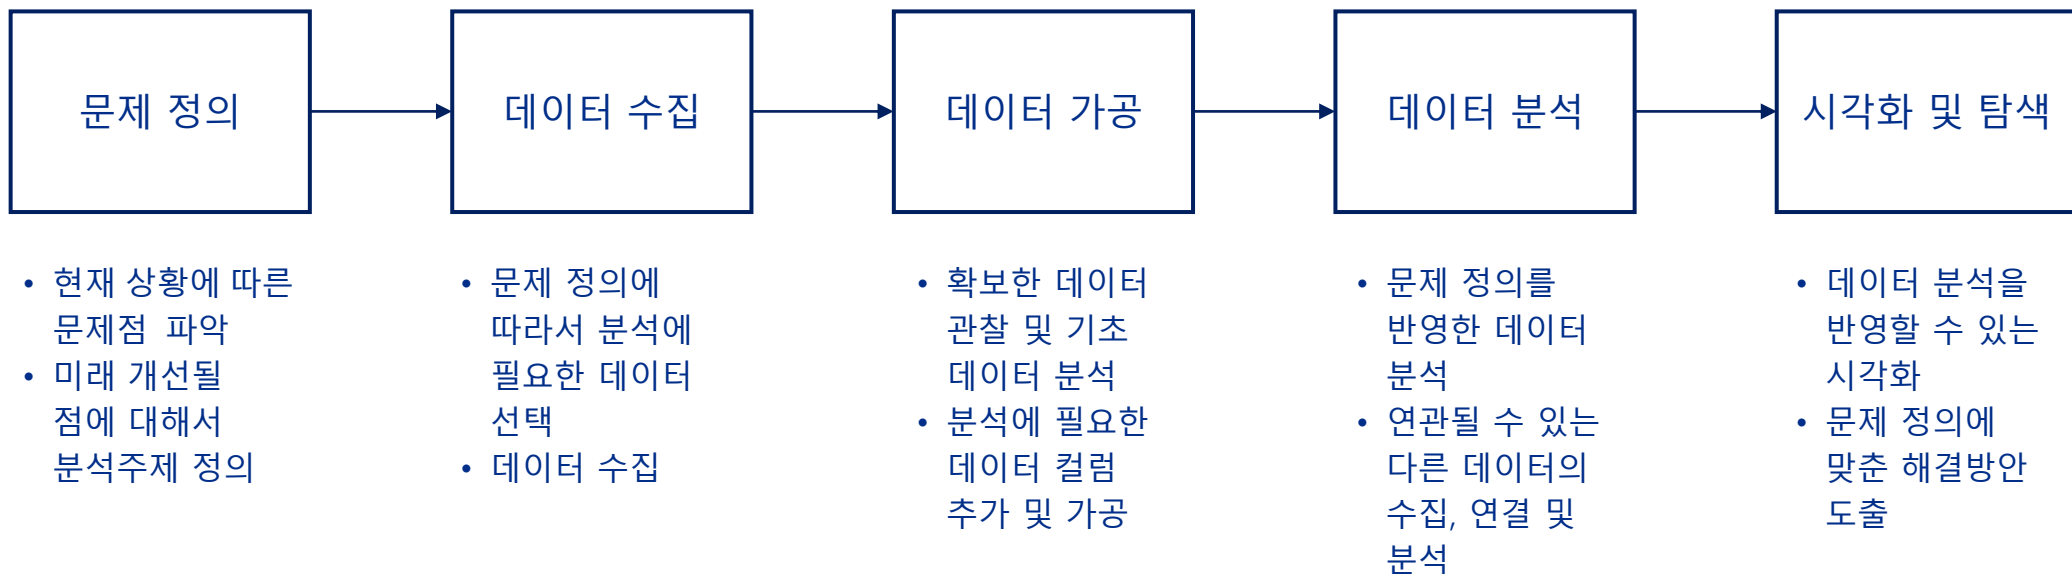 문제 정의
데이터 수집
데이터 가공
데이터 분석
시각화 및 탐색
• 현재 상황에 따른
문제점 파악
• 미래 개선될
점에 대해서
분석주제 정의
• 문제 정의에
따라서 분석에
필요한 데이터
선택
• 데이터 수집
• 확보한 데이터
관찰 및 기초
데이터 분석
• 분석에 필요한
데이터 컬럼
추가 및 가공
• 문제 정의를
반영한 데이터
분석
• 연관될 수 있는
다른 데이터의
수집, 연결 및
분석
• 데이터 분석을
반영할 수 있는
시각화
• 문제 정의에
맞춘 해결방안
도출